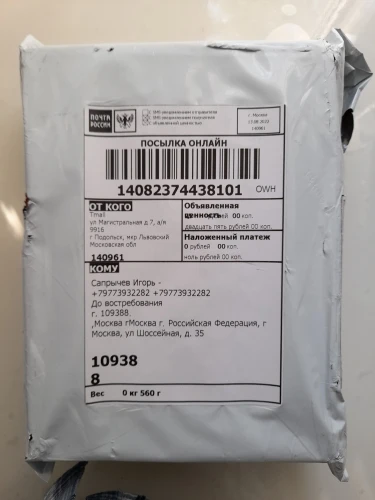 ПОЧТА
РОССИИ
г. Москва
140961
ПОСЫЛКА ОНЛАЙН
14082374438101 OWH
ОТ КОГО
Tmall
ул Магистральная д.7, а/я
9916
г Подольск, мкр Львовский
Московская обл
140961
Объявленная
ценность
рублей 00 коп.
двадцать пять рублей 00 коп.
Наложенный платеж
0 рублей 00 коп.
ноль рублей 00 коп.
КОМУ
Сапрычев Игорь -
+79773932282 +79773932282
До востребования
г. 109388
,Москва гМосква г. Российская Федерация, г
Москва, ул Шоссейная, д. 35
10938
8
Вес 0 кг 560 г